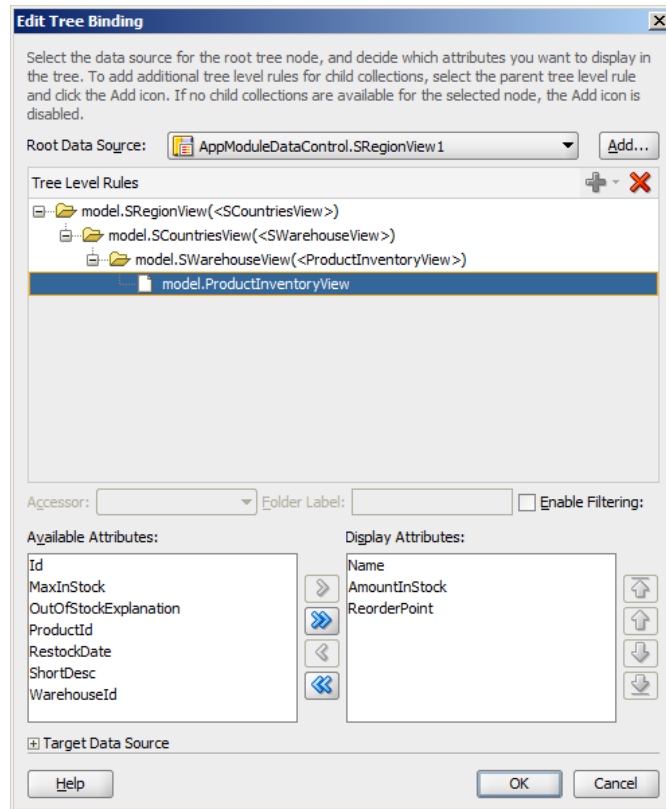 Edit Tree Binding
Select the data source for the root tree node, and decide which attributes you want to display in
the tree. To add additional tree level rules for child collections, select the parent tree level rule
and click the Add icon. If no child collections are available for the selected node, the Add icon is
disabled.
Root Data Source: AppModuleDataControl.SRegionView1 Add...
Tree Level Rules
model.SRegionView(<SCountriesView>)
model.SCountriesView(<SWarehouseView>)
model.SWarehouseView(<ProductInventoryView>)
model.ProductInventoryView
Accessor: Folder Label: Enable Filtering:
Available Attributes: Display Attributes:
Id Name
MaxInStock AmountInStock
OutOfStockExplanation ReorderPoint
ProductId
RestockDate
ShortDesc
WarehouseId
Target Data Source
Help OK Cancel